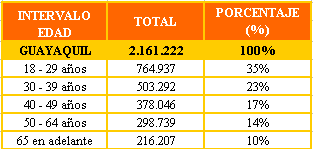 INTERVALO EDAD TOTAL PORCENTAJE (%)
GUAYAQUIL 2.161.222 100%
18 - 29 años 764.937 35%
30 - 39 años 503.292 23%
40 - 49 años 378.046 17%
50 - 64 años 298.739 14%
65 en adelante 216.207 10%